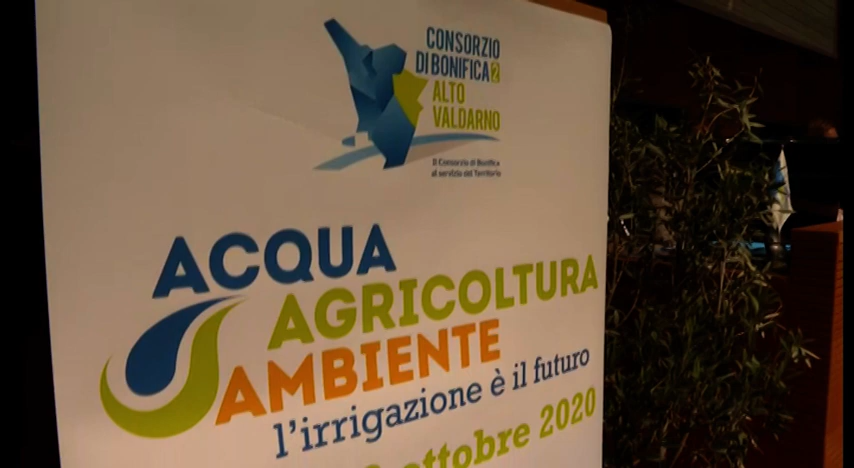 CONSORZIO
DI BONIFICA 2
ALTO
VALDARNO
Il Consorzio di Bonifica
al servizio del Territorio
ACQUA
AGRICOLTURA
AMBIENTE
l'irrigazione è il futuro
ottobre 2020